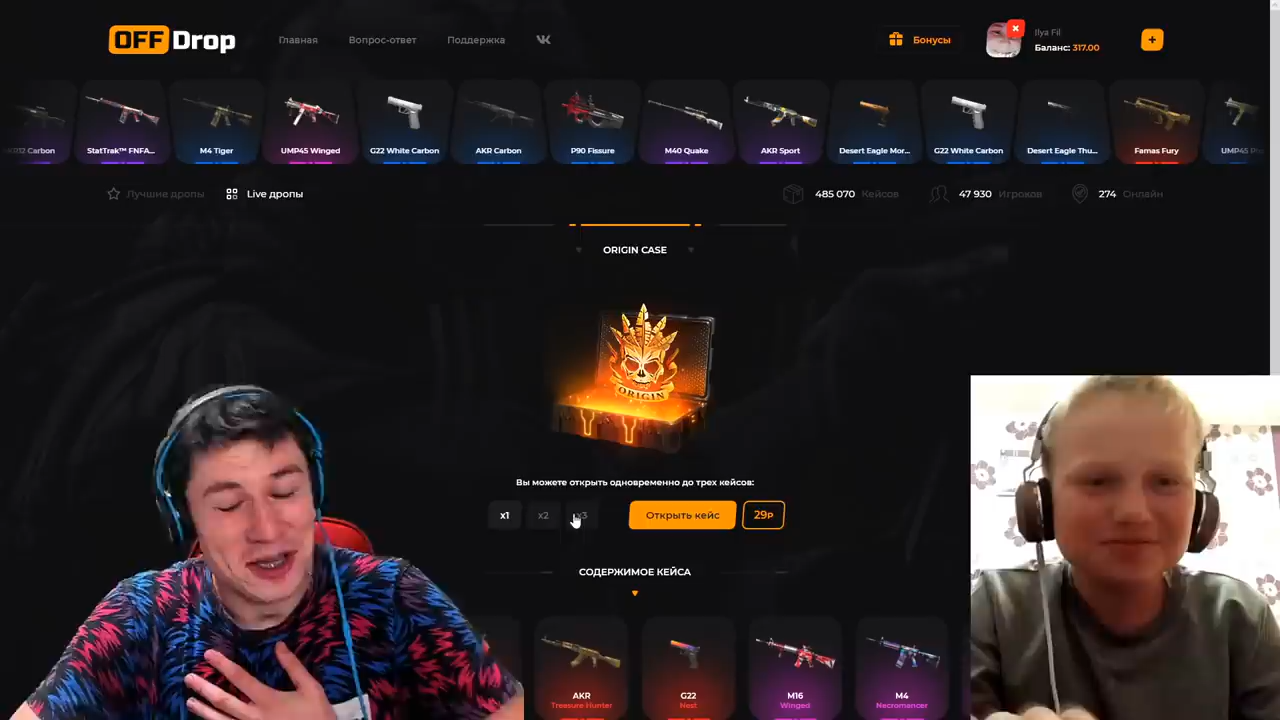 OFF Drop
Главная
Вопрос-ответ
Поддержка
Бонусы
Ilya Fil
Баланс: 317.00
+
Carbon
StatTrak™ FNFA...
M4 Tiger
UMP45 Winged
G22 White Carbon
AKR Carbon
P90 Fissure
M40 Quake
AKR Sport
Desert Eagle Mor...
G22 White Carbon
Desert Eagle Thu...
Famas Fury
UMP45
Лучшие дропы
Live дропы
485 070 Кейсов
47 930 Игроков
274 Онлайн
ORIGIN CASE
ORIGIN
Вы можете открыть одновременно до трех кейсов:
x1
x2
x3
Открыть кейс
29Р
СОДЕРЖИМОЕ КЕЙСА
AKR
Treasure Hunter
G22
Nest
M16
Winged
M4
Necromancer